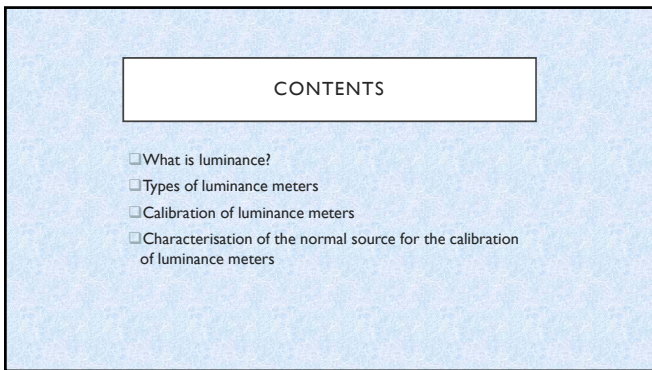 CONTENTS
❑What is luminance?
❑Types of luminance meters
❑Calibration of luminance meters
❑Characterisation of the normal source for the calibration
of luminance meters